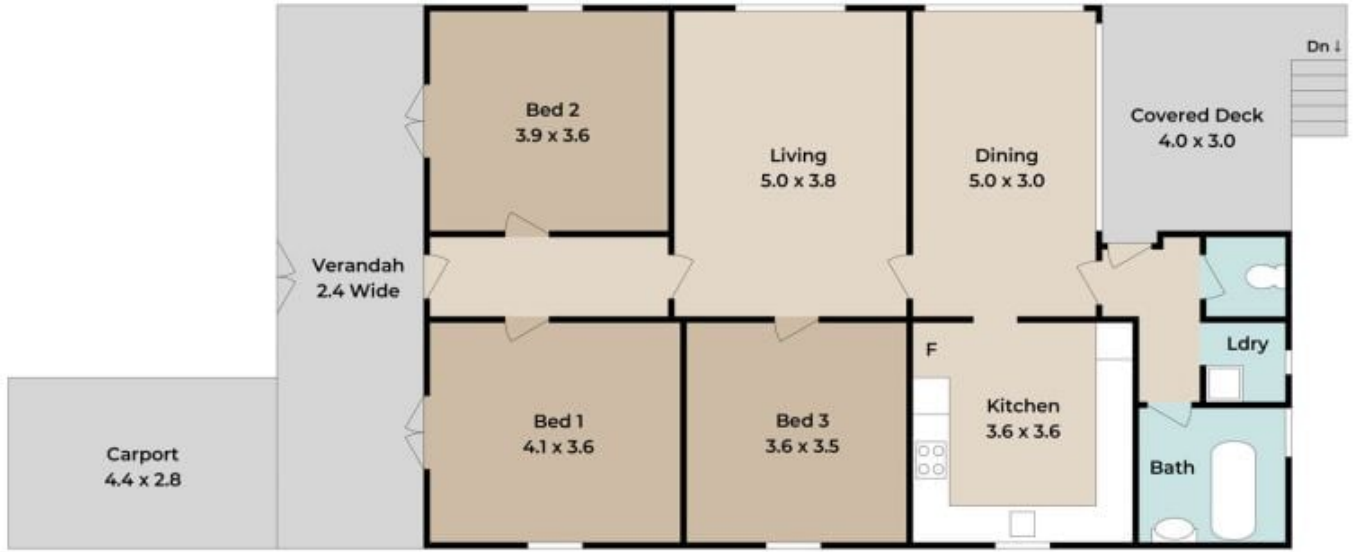 Bed 2
3.9 x 3.6
Living
5.0 x 3.8
Dining
5.0 x 3.0
Covered Deck
4.0 x 3.0
Dn ↓
Verandah
2.4 Wide
Carport
4.4 x 2.8
Bed 1
4.1 x 3.6
Bed 3
3.6 x 3.5
F
Kitchen
3.6 x 3.6
Ldry
Bath